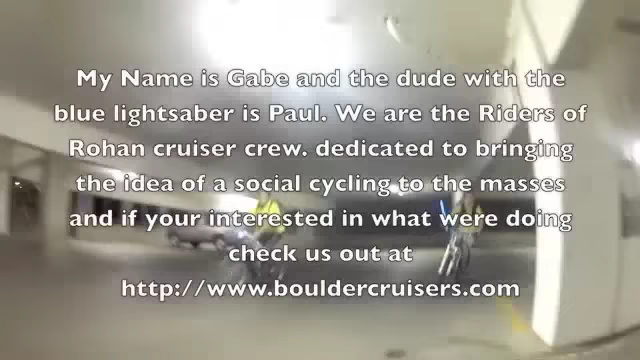 My Name is Gabe and the dude with the
blue lightsaber is Paul. We are the Riders of
Rohan cruiser crew. dedicated to bringing
the idea of a social cycling to the masses
and if your interested in what were doing
check us out at
http://www.bouldercruisers.com